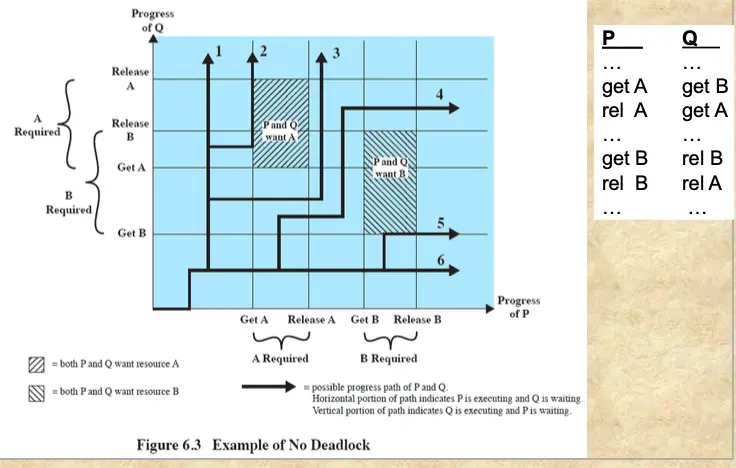 Progress
of Q
1
2
3
4
5
6
Release
A
Release
B
Get A
Get B
A
Required
B
Required
P and Q
want A
P and Q
want B
Get A Release A Get B Release B
Progress
of P
A Required B Required
= both P and Q want resource A
= both P and Q want resource B
= possible progress path of P and Q.
Horizontal portion of path indicates P is executing and Q is waiting.
Vertical portion of path indicates Q is executing and P is waiting.
Figure 6.3 Example of No Deadlock
P Q
... ...
get A get B
rel A get A
... ...
get B rel B
rel B rel A
... ...